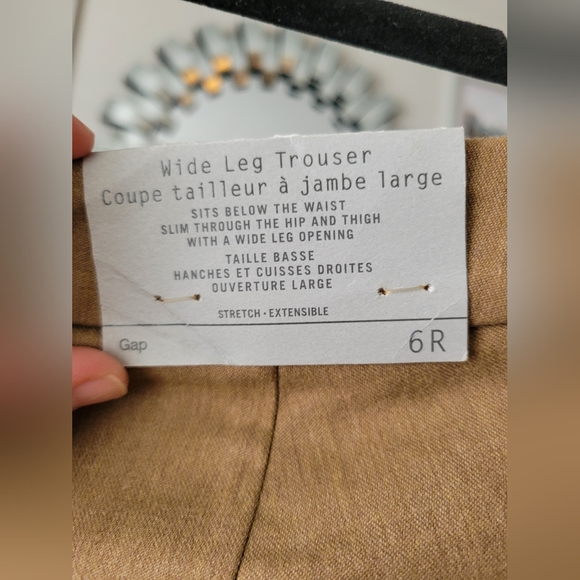 Wide Leg Trouser
Coupe tailleur à jambe large
SITS BELOW THE WAIST
SLIM THROUGH THE HIP AND THIGH
WITH A WIDE LEG OPENING
TAILLE BASSE
HANCHES ET CUISSES DROITES
OUVERTURE LARGE
STRETCH · EXTENSIBLE
Gap 6R